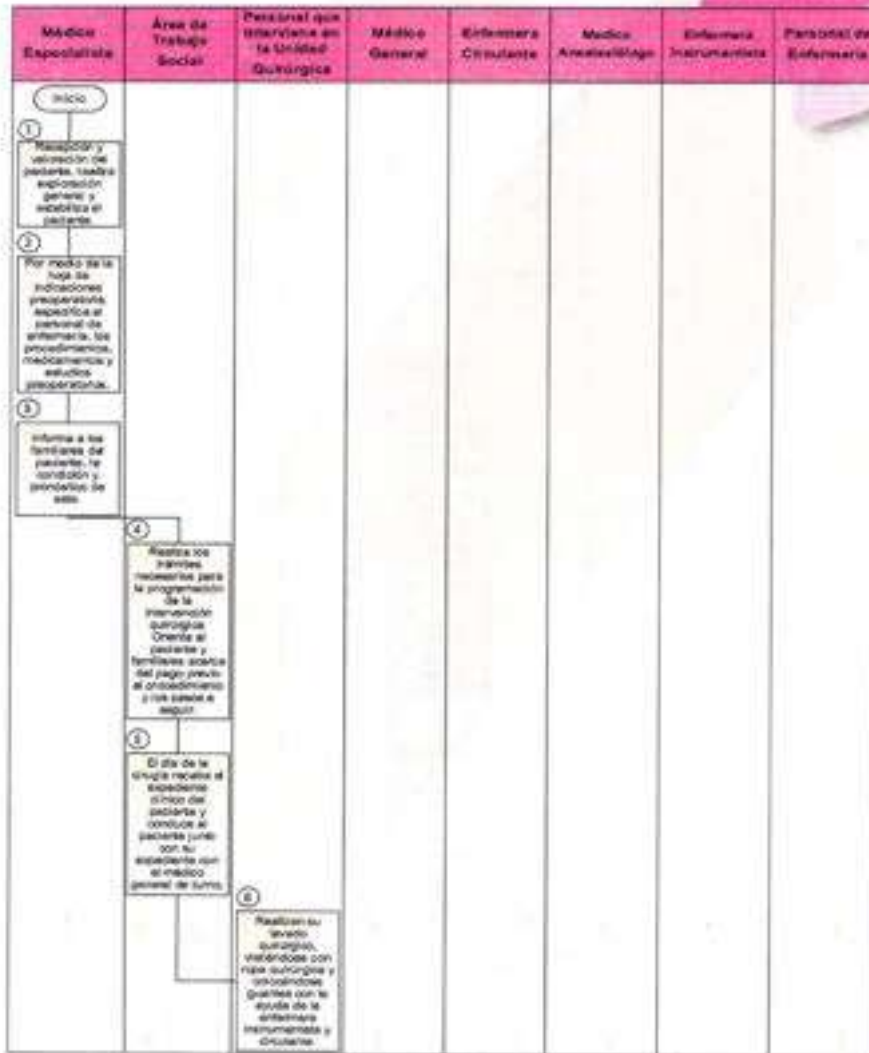 Médico
Especialista
Área de
Trabajo
Social
Personal que
interviene en
la Unidad
Quirúrgica
Médico
General
Enfermera
Circulante
Medico
Anestesiólogo
Enfermera
Instrumentista
Personal de
Enfermería
Inicio
1
Recepción y
valoración del
paciente, realiza
exploración
general y
estabiliza al
paciente.
2
Por medio de la
hoja de
indicaciones
preoperatoria,
especifica al
personal de
enfermería, los
procedimientos,
medicamentos y
estudios
preoperatorios.
3
Informa a los
familiares del
paciente, la
condición y
pronóstico de
este.
4
Realiza los
trámites
necesarios para
la programación
de la
intervención
quirúrgica.
Orienta al
paciente y
familiares acerca
del pago previo
al procedimiento
y los pasos a
seguir.
5
El día de la
cirugía recaba el
expediente
clínico del
paciente y
conduce al
paciente junto
con su
expediente con
el médico
general de turno.
6
Realizan su
lavado
quirúrgico,
vistiéndose con
ropa quirúrgica y
colocándose
guantes con la
ayuda de la
enfermera
instrumentista y
circulante.